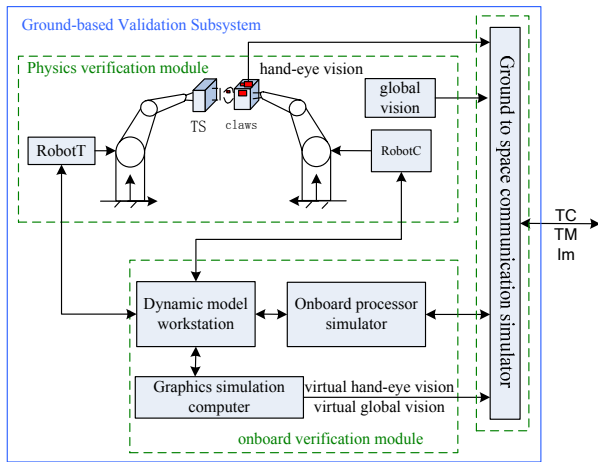 Ground-based Validation Subsystem
Physics verification module
hand-eye vision
global
vision
TS
claws
RobotT
RobotC
Ground to space communication simulator
TC
TM
Im
Dynamic model
workstation
Onboard processor
simulator
Graphics simulation
computer
virtual hand-eye vision
virtual global vision
onboard verification module